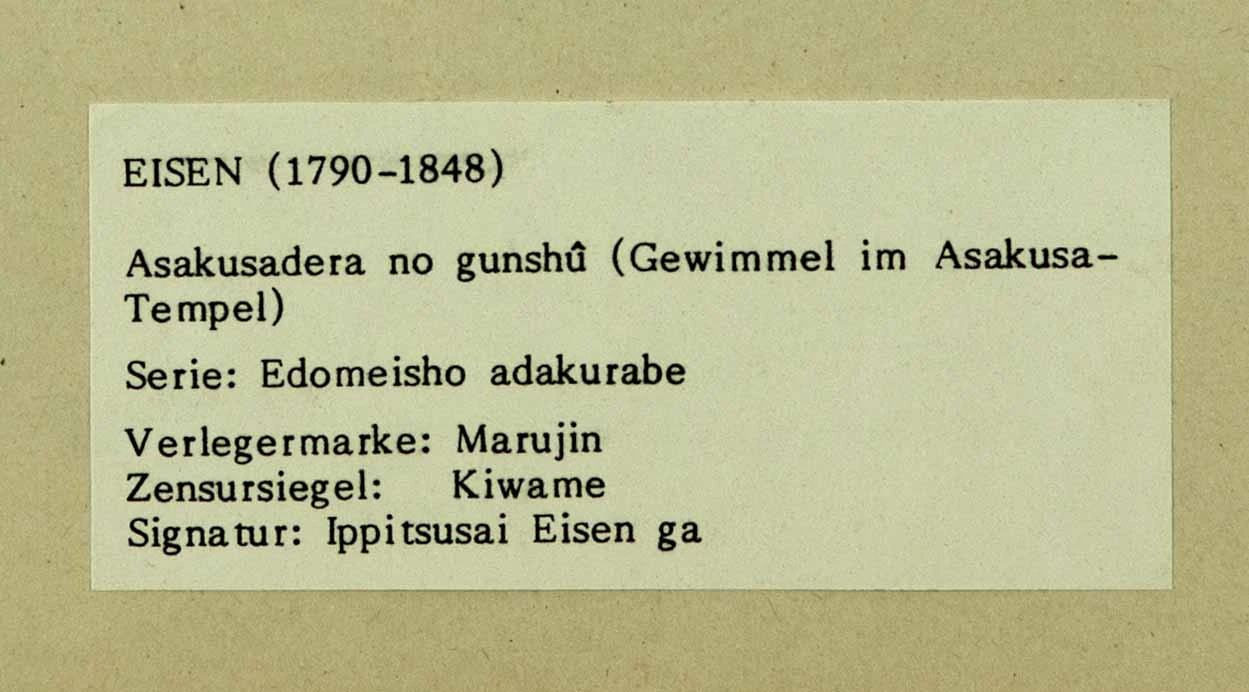 EISEN (1790-1848)
Asakusadera no gunshû (Gewimmel im Asakusa-
Tempel)
Serie: Edomeisho adakurabe
Verlegermarke: Marujin
Zensursiegel: Kiwame
Signatur: Ippitsusai Eisen ga